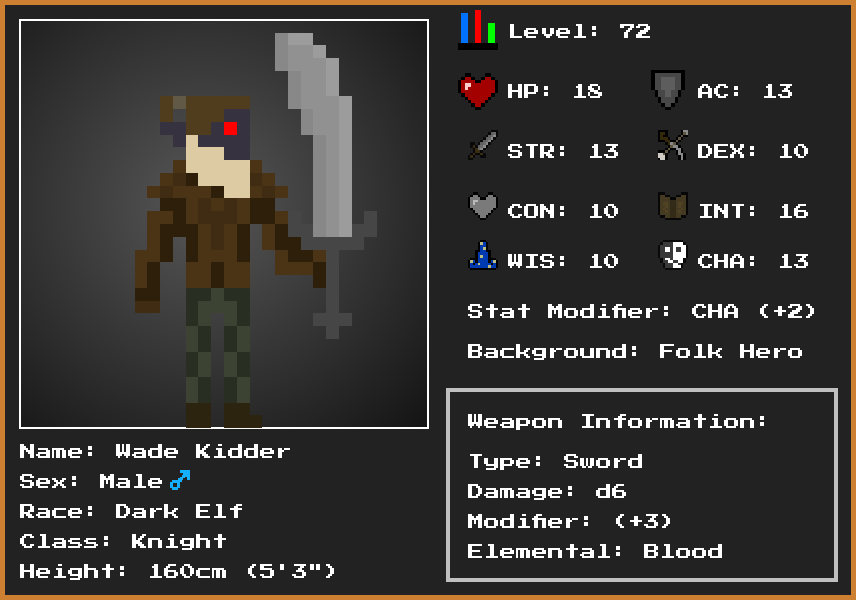 Level: 72
HP: 18
AC: 13
STR: 13
DEX: 10
CON: 10
INT: 16
WIS: 10
CHA: 13
Stat Modifier: CHA (+2)
Background: Folk Hero
Weapon Information:
Type: Sword
Damage: d6
Modifier: (+3)
Elemental: Blood
Name: Wade Kidder
Sex: Male♂
Race: Dark Elf
Class: Knight
Height: 160cm (5'3")